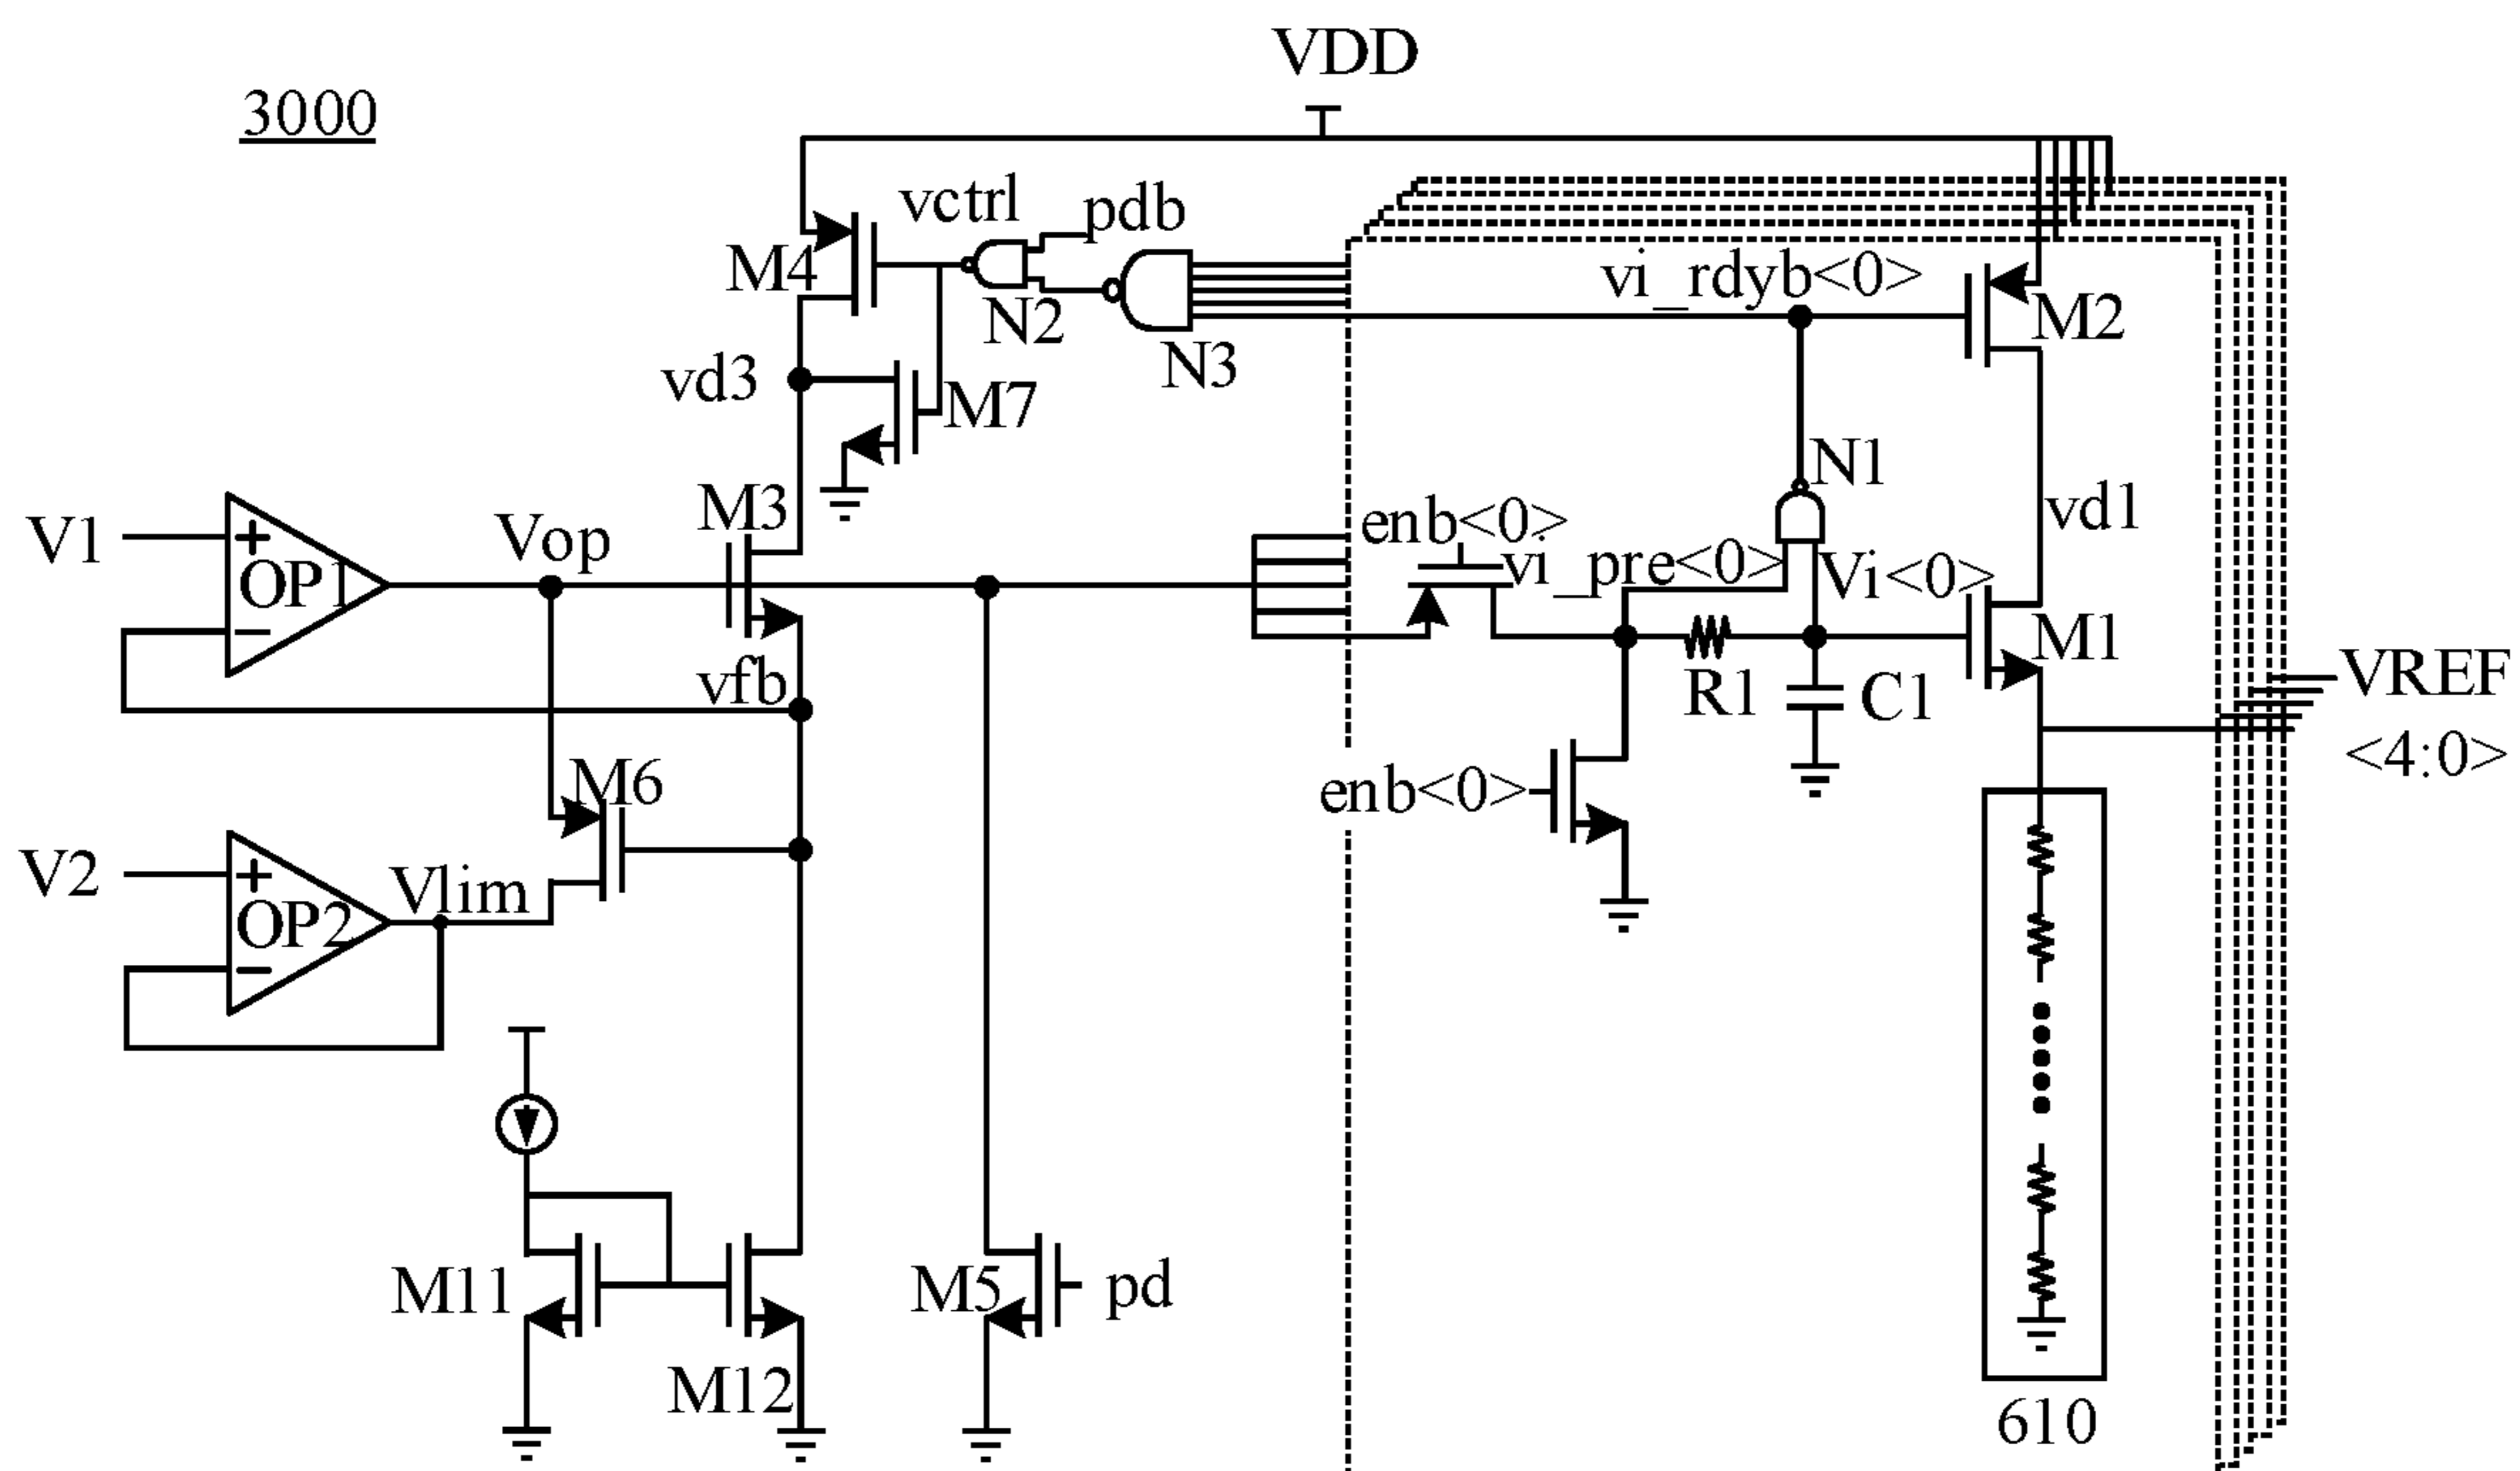 VDD
3000
vctrl
pdb
M4
N2
vi_rdyb<0>
M2
N3
vd3
M7
N1
M3
enb<0>
vd1
V1
+
OP1
−
Vop
vi_pre<0>
Vi<0>
M1
vfb
R1
C1
VREF
<4:0>
M6
enb<0>
V2
+
OP2
−
Vlim
M11
M12
M5
pd
610